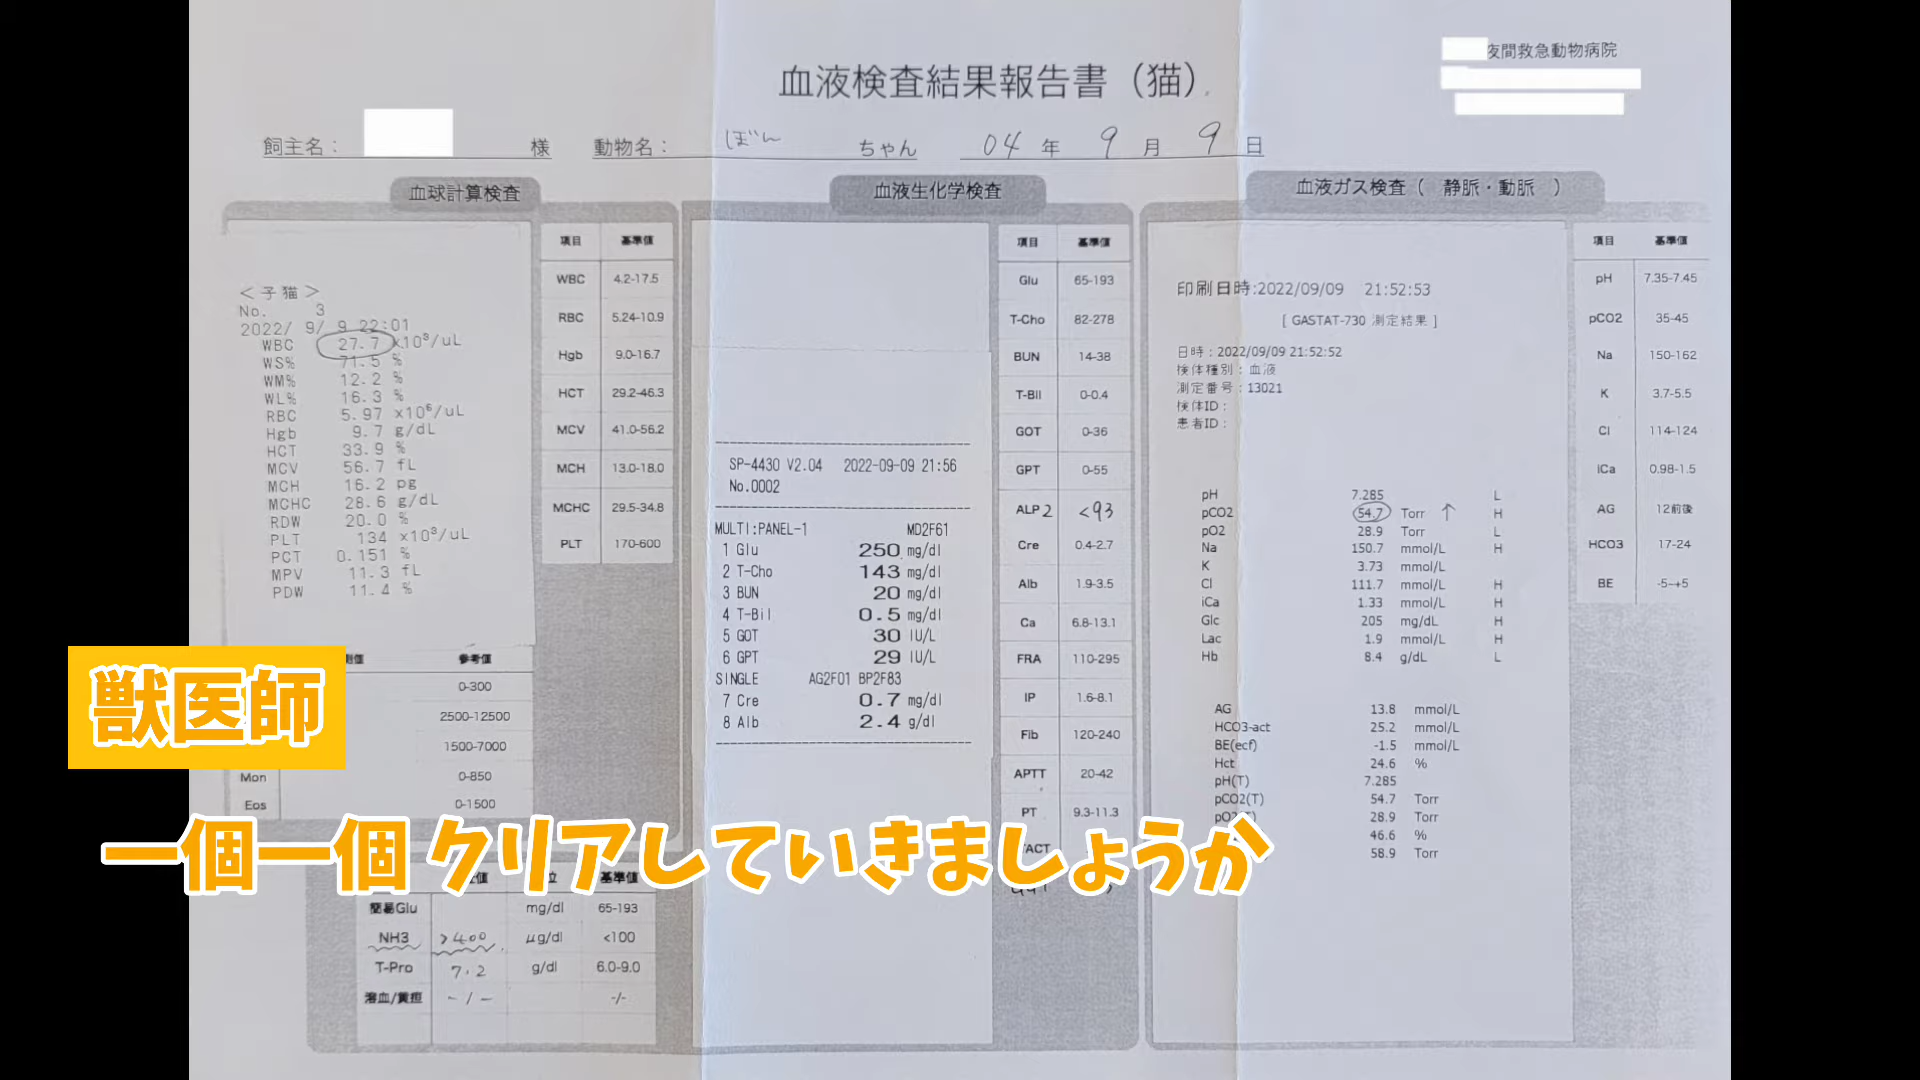 夜間救急動物病院
血液検査結果報告書（猫）
飼主名： 様 動物名： ぼん ちゃん 04 年 9 月 9 日
血球計算検査
＜子猫＞
No. 3
2022/ 9/ 9 22:01
WBC 27.7 x10³/uL
WS% 71.5 %
WM% 12.2 %
WL% 16.3 %
RBC 5.97 x10⁶/uL
Hgb 9.7 g/dL
HCT 33.9 %
MCV 56.7 fL
MCH 16.2 pg
MCHC 28.6 g/dL
RDW 20.0 %
PLT 134 x10³/uL
PCT 0.151 %
MPV 11.3 fL
PDW 11.4 %
項目 基準値
WBC 4.2-17.5
RBC 5.24-10.9
Hgb 9.0-16.7
HCT 29.2-46.3
MCV 41.0-56.2
MCH 13.0-18.0
MCHC 29.5-34.8
PLT 170-600
参考値
0-300
2500-12500
1500-7000
Mon 0-850
Eos 0-1500
基準値
簡易Glu mg/dl 65-193
NH3 >400 μg/dl <100
T-Pro 7.2 g/dl 6.0-9.0
溶血/黄疸 -/- -/-
血液生化学検査
SP-4430 V2.04 2022-09-09 21:56
No.0002
MULTI:PANEL-1 MD2F61
1 Glu 250 mg/dl
2 T-Cho 143 mg/dl
3 BUN 20 mg/dl
4 T-Bil 0.5 mg/dl
5 GOT 30 IU/L
6 GPT 29 IU/L
SINGLE AG2F01 BP2F83
7 Cre 0.7 mg/dl
8 Alb 2.4 g/dl
項目 基準値
Glu 65-193
T-Cho 82-278
BUN 14-38
T-Bil 0-0.4
GOT 0-36
GPT 0-55
ALP2 <93
Cre 0.4-2.7
Alb 1.9-3.5
Ca 6.8-13.1
FRA 110-295
IP 1.6-8.1
Fib 120-240
APTT 20-42
PT 9.3-11.3
血液ガス検査（ 静脈・動脈 ）
印刷日時:2022/09/09 21:52:53
[ GASTAT-730 測定結果 ]
日時：2022/09/09 21:52:52
検体種別：血液
測定番号：13021
検体ID：
患者ID：
pH 7.285 L
pCO2 54.7 Torr ↑ H
pO2 28.9 Torr L
Na 150.7 mmol/L H
K 3.73 mmol/L
Cl 111.7 mmol/L H
iCa 1.33 mmol/L H
Glc 205 mg/dL H
Lac 1.9 mmol/L H
Hb 8.4 g/dL L
AG 13.8 mmol/L
HCO3-act 25.2 mmol/L
BE(ecf) -1.5 mmol/L
Hct 24.6 %
pH(T) 7.285
pCO2(T) 54.7 Torr
28.9 Torr
46.6 %
58.9 Torr
項目 基準値
pH 7.35-7.45
pCO2 35-45
Na 150-162
K 3.7-5.5
Cl 114-124
iCa 0.98-1.5
AG 12前後
HCO3 17-24
BE -5~+5
獣医師
一個一個 クリアしていきましょうか